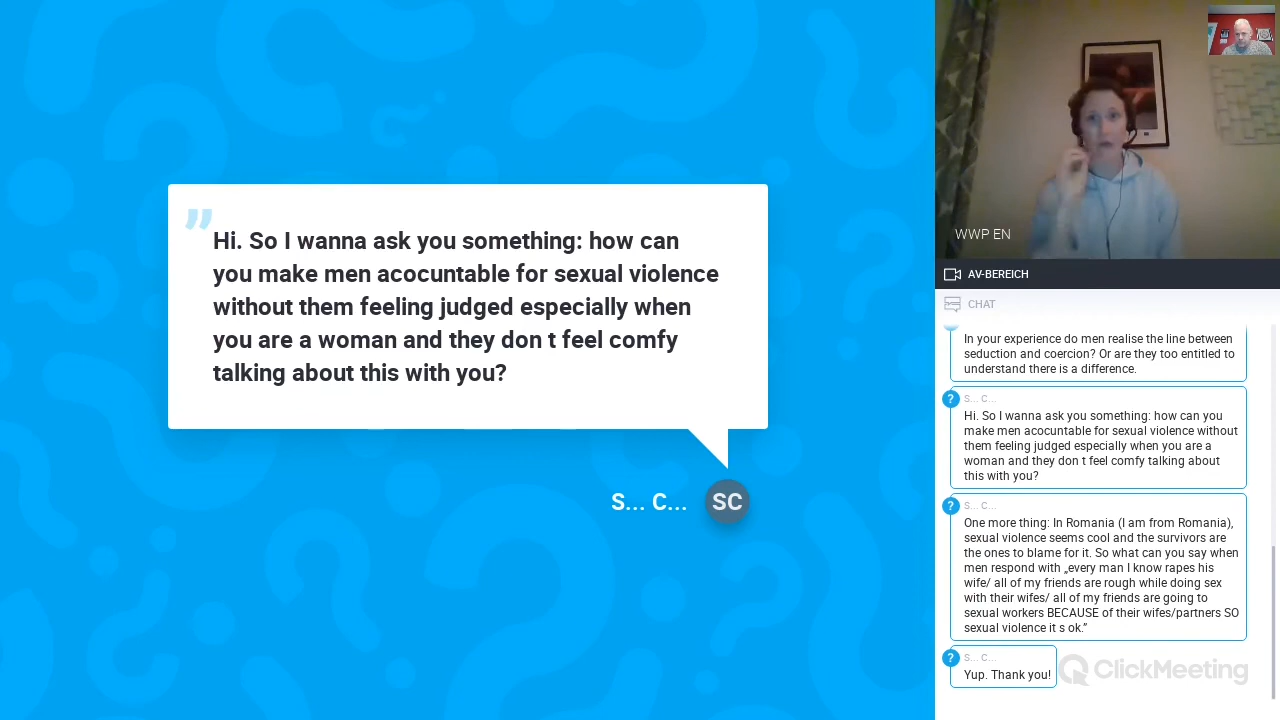 ”
Hi. So I wanna ask you something: how can
you make men acocuntable for sexual violence
without them feeling judged especially when
you are a woman and they don t feel comfy
talking about this with you?
S... C...
SC
WWP EN
AV-BEREICH
CHAT
In your experience do men realise the line between
seduction and coercion? Or are they too entitled to
understand there is a difference.
?
S... C...
Hi. So I wanna ask you something: how can you
make men acocuntable for sexual violence without
them feeling judged especially when you are a
woman and they don t feel comfy talking about
this with you?
?
S... C...
One more thing: In Romania (I am from Romania),
sexual violence seems cool and the survivors are
the ones to blame for it. So what can you say when
men respond with „every man I know rapes his
wife/ all of my friends are rough while doing sex
with their wifes/ all of my friends are going to
sexual workers BECAUSE of their wifes/partners SO
sexual violence it s ok.”
?
S... C...
Yup. Thank you!
ClickMeeting